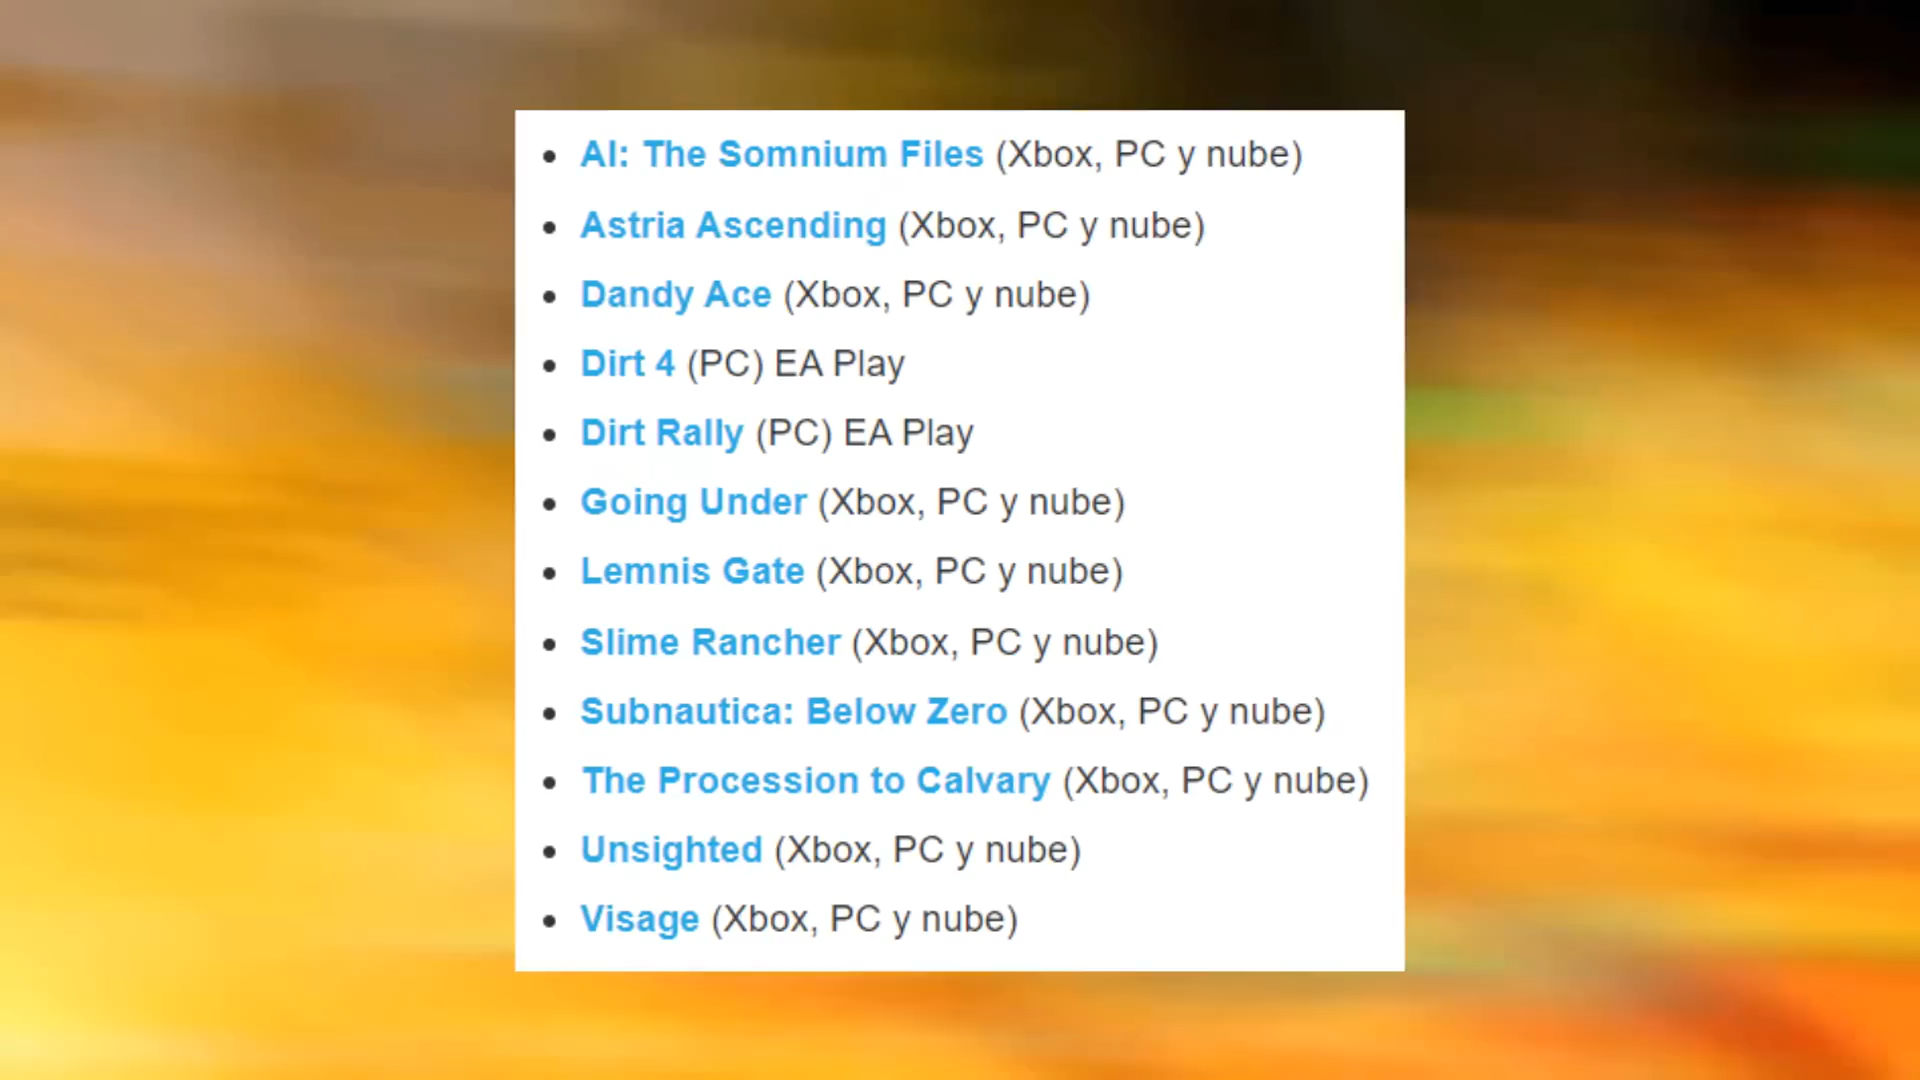 • AI: The Somnium Files (Xbox, PC y nube)
• Astria Ascending (Xbox, PC y nube)
• Dandy Ace (Xbox, PC y nube)
• Dirt 4 (PC) EA Play
• Dirt Rally (PC) EA Play
• Going Under (Xbox, PC y nube)
• Lemnis Gate (Xbox, PC y nube)
• Slime Rancher (Xbox, PC y nube)
• Subnautica: Below Zero (Xbox, PC y nube)
• The Procession to Calvary (Xbox, PC y nube)
• Unsighted (Xbox, PC y nube)
• Visage (Xbox, PC y nube)